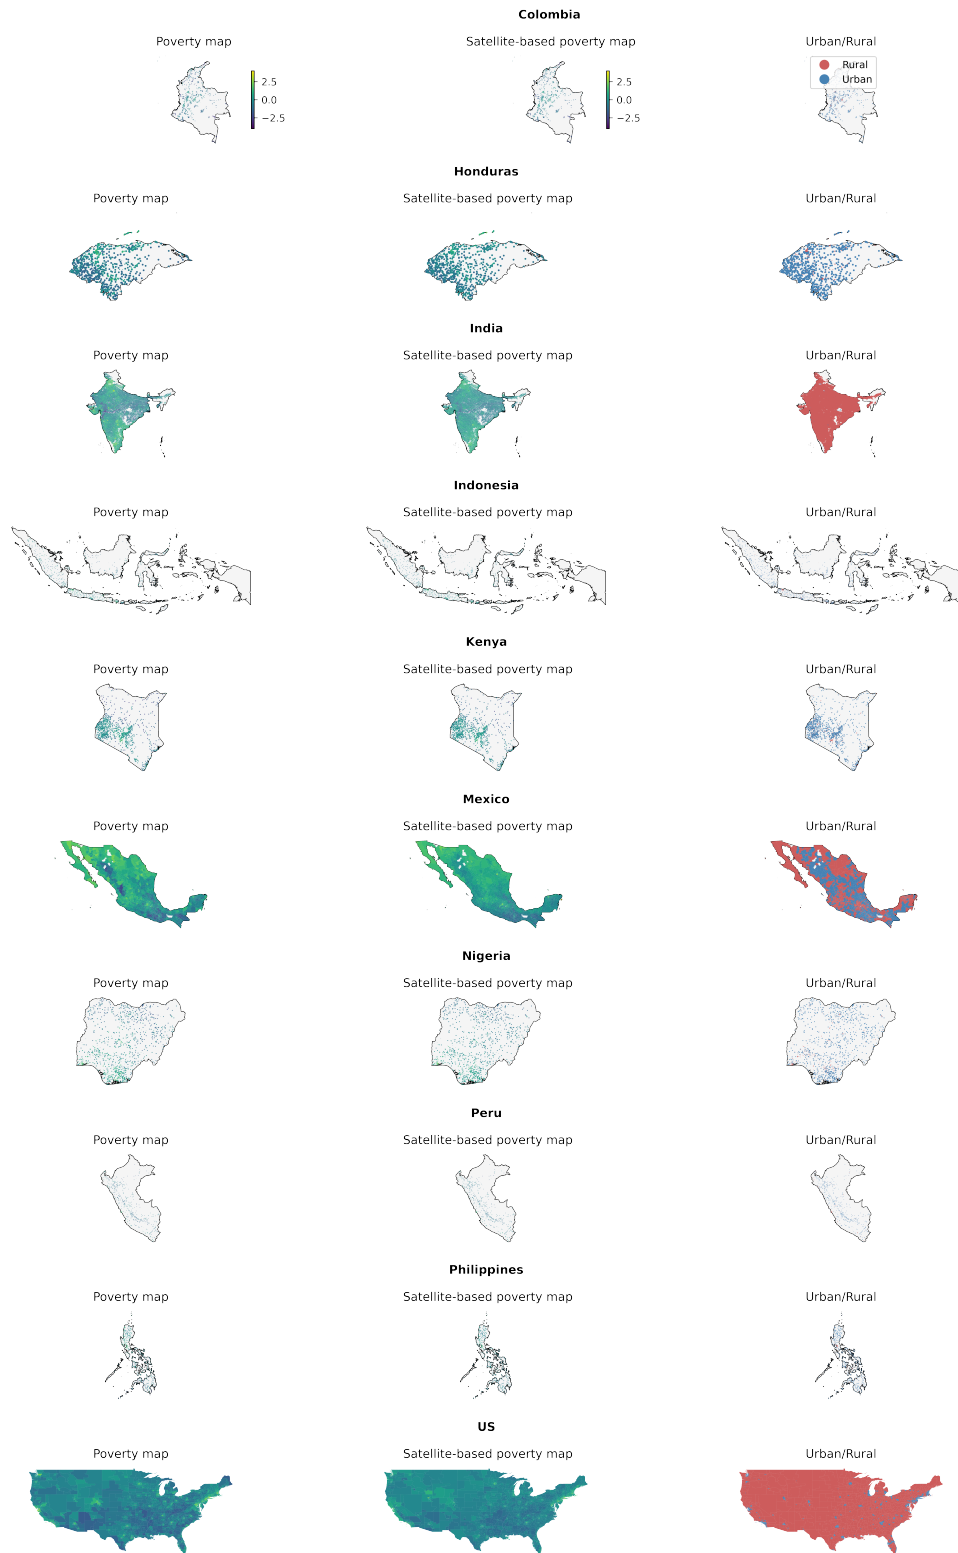 Colombia
Poverty map
Satellite-based poverty map
Urban/Rural
2.5
0.0
−2.5
2.5
0.0
−2.5
Rural
Urban
Honduras
Poverty map
Satellite-based poverty map
Urban/Rural
India
Poverty map
Satellite-based poverty map
Urban/Rural
Indonesia
Poverty map
Satellite-based poverty map
Urban/Rural
Kenya
Poverty map
Satellite-based poverty map
Urban/Rural
Mexico
Poverty map
Satellite-based poverty map
Urban/Rural
Nigeria
Poverty map
Satellite-based poverty map
Urban/Rural
Peru
Poverty map
Satellite-based poverty map
Urban/Rural
Philippines
Poverty map
Satellite-based poverty map
Urban/Rural
US
Poverty map
Satellite-based poverty map
Urban/Rural